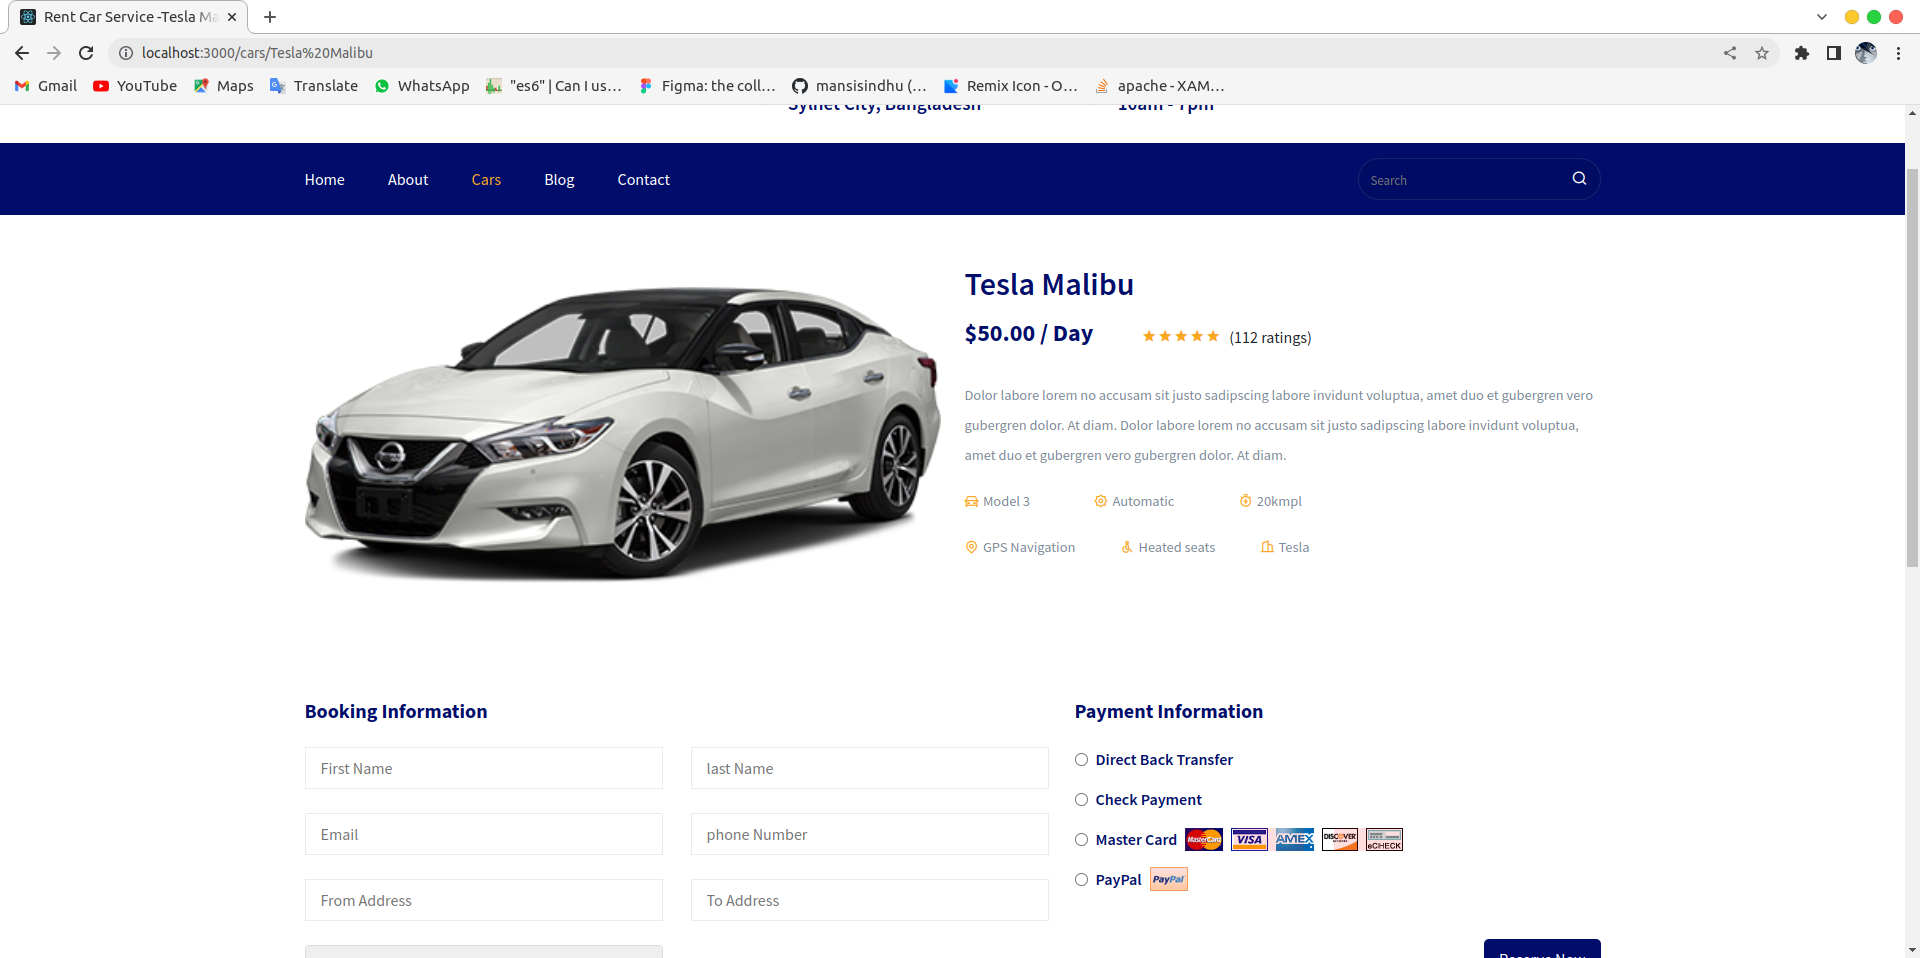 Rent Car Service -Tesla Ma
localhost:3000/cars/Tesla%20Malibu
Gmail YouTube Maps Translate WhatsApp "es6" | Can I us... Figma: the coll... mansisindhu (... Remix Icon - O... apache - XAM...
Sylhet City, Bangladesh 10am - 7pm
Home About Cars Blog Contact Search
Tesla Malibu
$50.00 / Day (112 ratings)
Dolor labore lorem no accusam sit justo sadipscing labore invidunt voluptua, amet duo et gubergren vero
gubergren dolor. At diam. Dolor labore lorem no accusam sit justo sadipscing labore invidunt voluptua,
amet duo et gubergren vero gubergren dolor. At diam.
Model 3 Automatic 20kmpl
GPS Navigation Heated seats Tesla
Booking Information
First Name last Name
Email phone Number
From Address To Address
Payment Information
Direct Back Transfer
Check Payment
Master Card MasterCard VISA AMEX DISCOVER NETWORK eCHECK
PayPal PayPal
Reserve Now